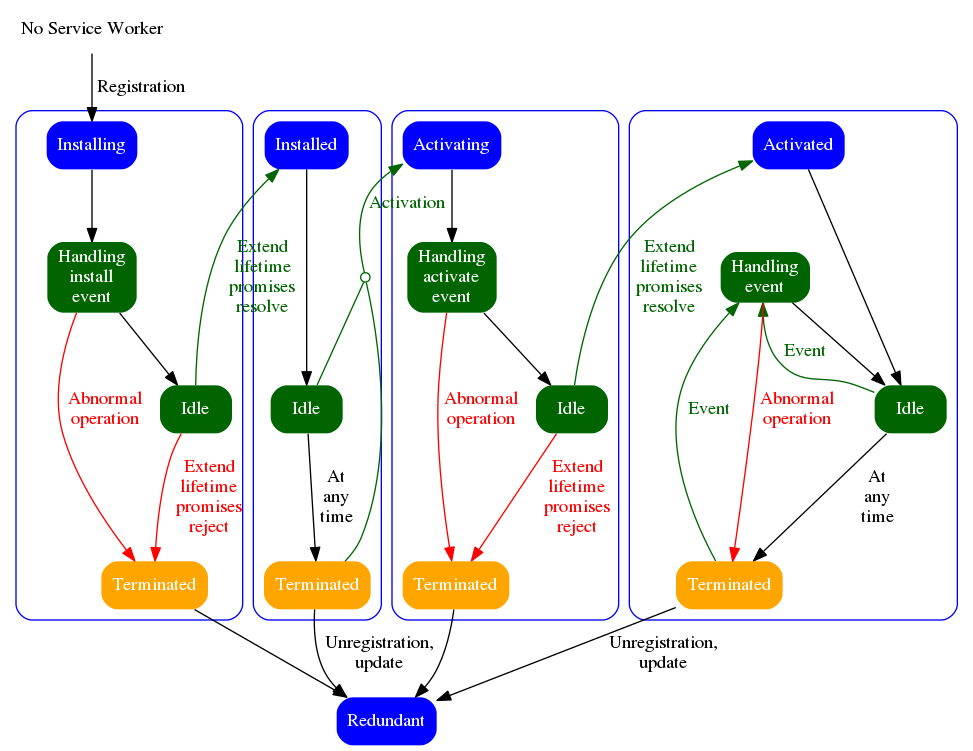 No Service Worker
Registration
Installing
Installed
Activating
Activated
Activation
Handling
install
event
Extend
lifetime
promises
resolve
Handling
activate
event
Extend
lifetime
promises
resolve
Handling
event
Event
Abnormal
operation
Idle
Idle
Abnormal
operation
Idle
Event
Abnormal
operation
Idle
Extend
lifetime
promises
reject
At
any
time
Extend
lifetime
promises
reject
At
any
time
Terminated
Terminated
Terminated
Terminated
Unregistration,
update
Unregistration,
update
Redundant